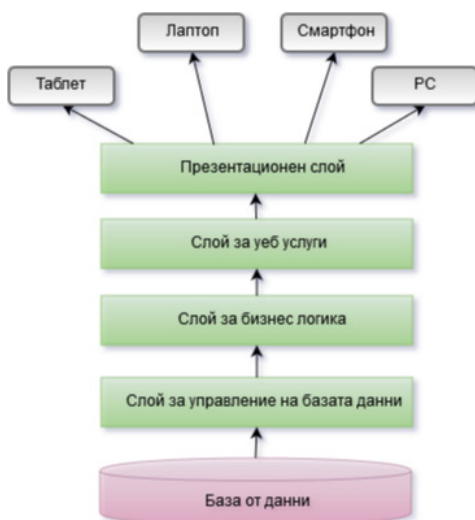 Лаптоп
Смартфон
Таблет
PC
Презентационен слой
Слой за уеб услуги
Слой за бизнес логика
Слой за управление на базата данни
База от данни